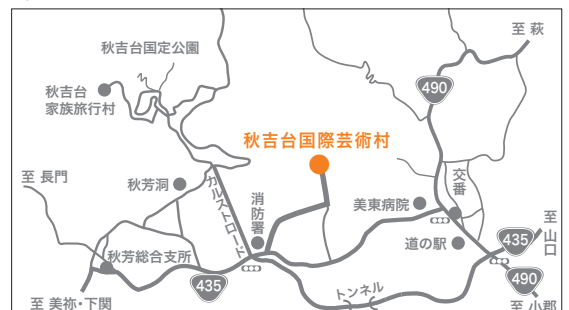 至 萩
秋吉台国定公園
490
秋吉台
家族旅行村
秋吉台国際芸術村
至 長門
秋芳洞
カルストロード
消防署
美東病院
交番
至 山口
道の駅
435
秋芳総合支所
435
490
トンネル
至 美祢・下関
至 小郡